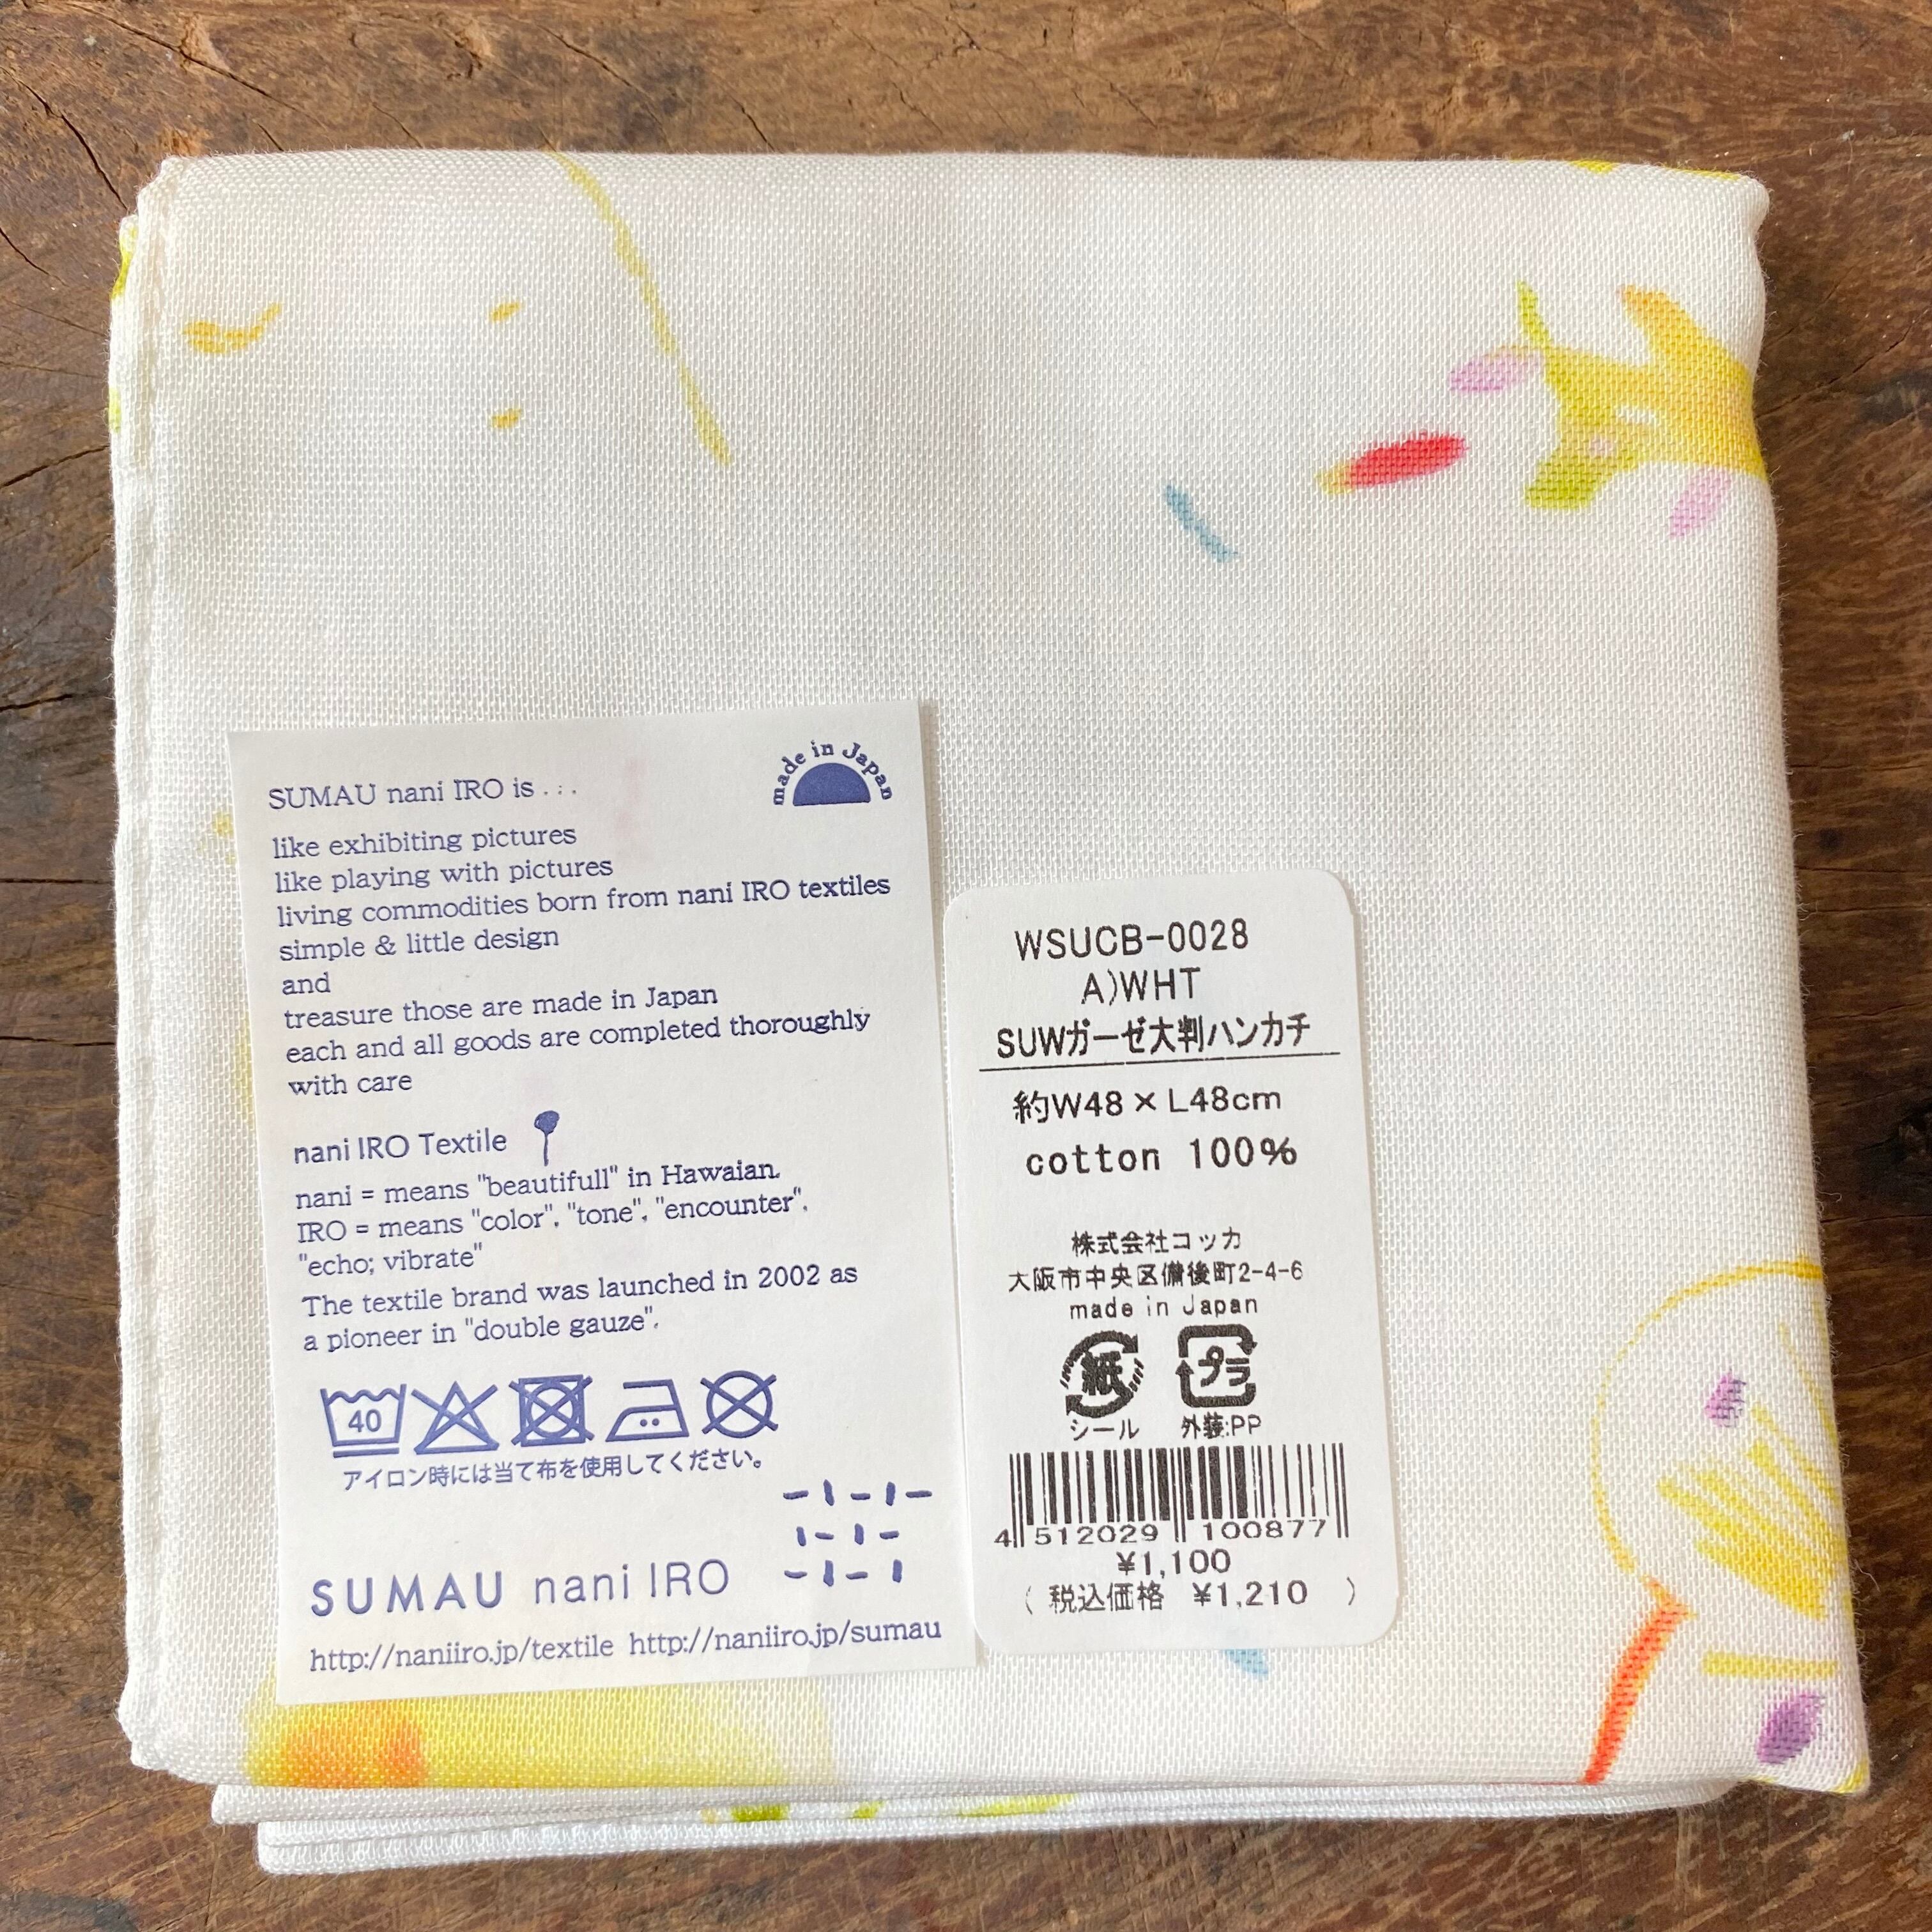 made in Japan
SUMAU nani IRO is . . .
like exhibiting pictures
like playing with pictures
living commodities born from nani IRO textiles
simple & little design
and
treasure those are made in Japan
each and all goods are completed thoroughly
with care
nani IRO Textile
nani = means "beautifull" in Hawaian.
IRO = means "color", "tone", "encounter",
"echo; vibrate"
The textile brand was launched in 2002 as
a pioneer in "double gauze".
40
アイロン時には当て布を使用してください。
SUMAU nani IRO
http://naniiro.jp/textile http://naniiro.jp/sumau
WSUCB-0028
A)WHT
SUWガーゼ大判ハンカチ
約W48×L48cm
cotton 100%
株式会社コッカ
大阪市中央区備後町2-4-6
made in Japan
紙 プラ
シール 外装:PP
4 512029 100877
¥1,100
( 税込価格 ¥1,210 )